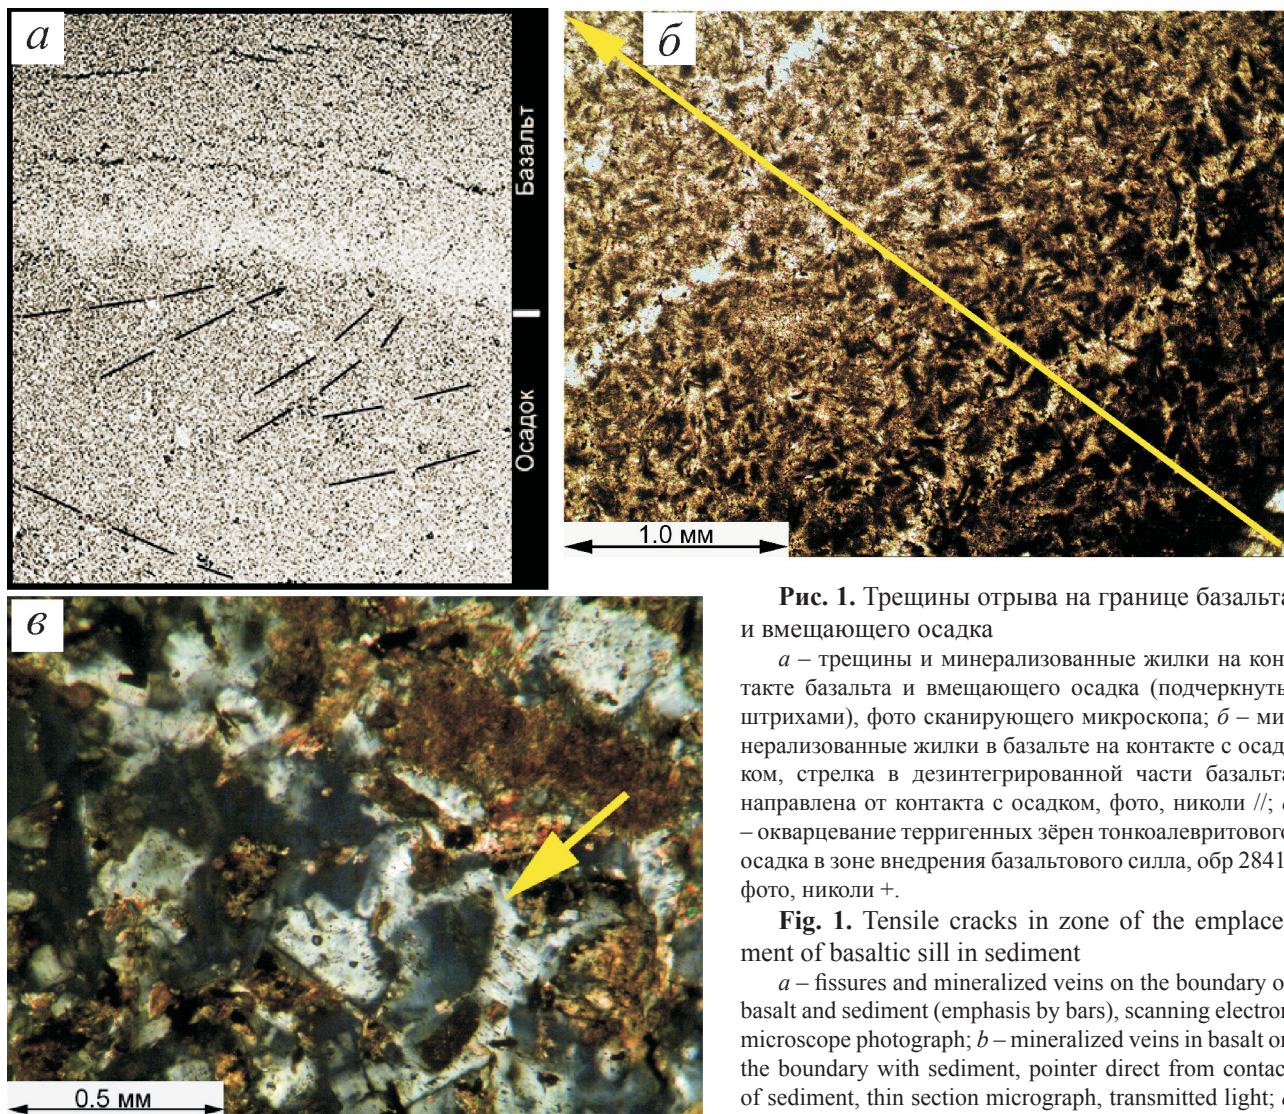 а
Базальт
Осадок
б
1.0 мм
в
0.5 мм
Рис. 1. Трещины отрыва на границе базальта
и вмещающего осадка
а – трещины и минерализованные жилки на кон
такте базальта и вмещающего осадка (подчеркнуты
штрихами), фото сканирующего микроскопа; б – ми
нерализованные жилки в базальте на контакте с осад
ком, стрелка в дезинтегрированной части базальта
направлена от контакта с осадком, фото, николи //;
– окварцевание терригенных зёрен тонкоалевритового
осадка в зоне внедрения базальтового силла, обр 2841
фото, николи +.
Fig. 1. Tensile cracks in zone of the emplace
ment of basaltic sill in sediment
a – fissures and mineralized veins on the boundary o
basalt and sediment (emphasis by bars), scanning electron
microscope photograph; b – mineralized veins in basalt on
the boundary with sediment, pointer direct from contac
of sediment, thin section micrograph, transmitted light;